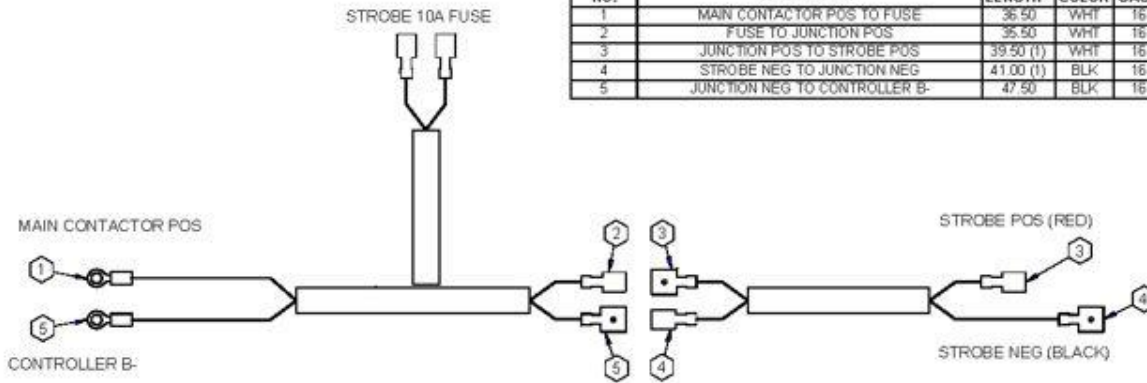 STROBE 10A FUSE
1 MAIN CONTACTOR POS TO FUSE 36.50 WHT 16
2 FUSE TO JUNCTION POS 35.50 WHT 16
3 JUNCTION POS TO STROBE POS 39.50 (1) WHT 16
4 STROBE NEG TO JUNCTION NEG 41.00 (1) BLK 16
5 JUNCTION NEG TO CONTROLLER B- 47.50 BLK 16
MAIN CONTACTOR POS
STROBE POS (RED)
2 3
3
1
4
5
5 4
CONTROLLER B-
STROBE NEG (BLACK)